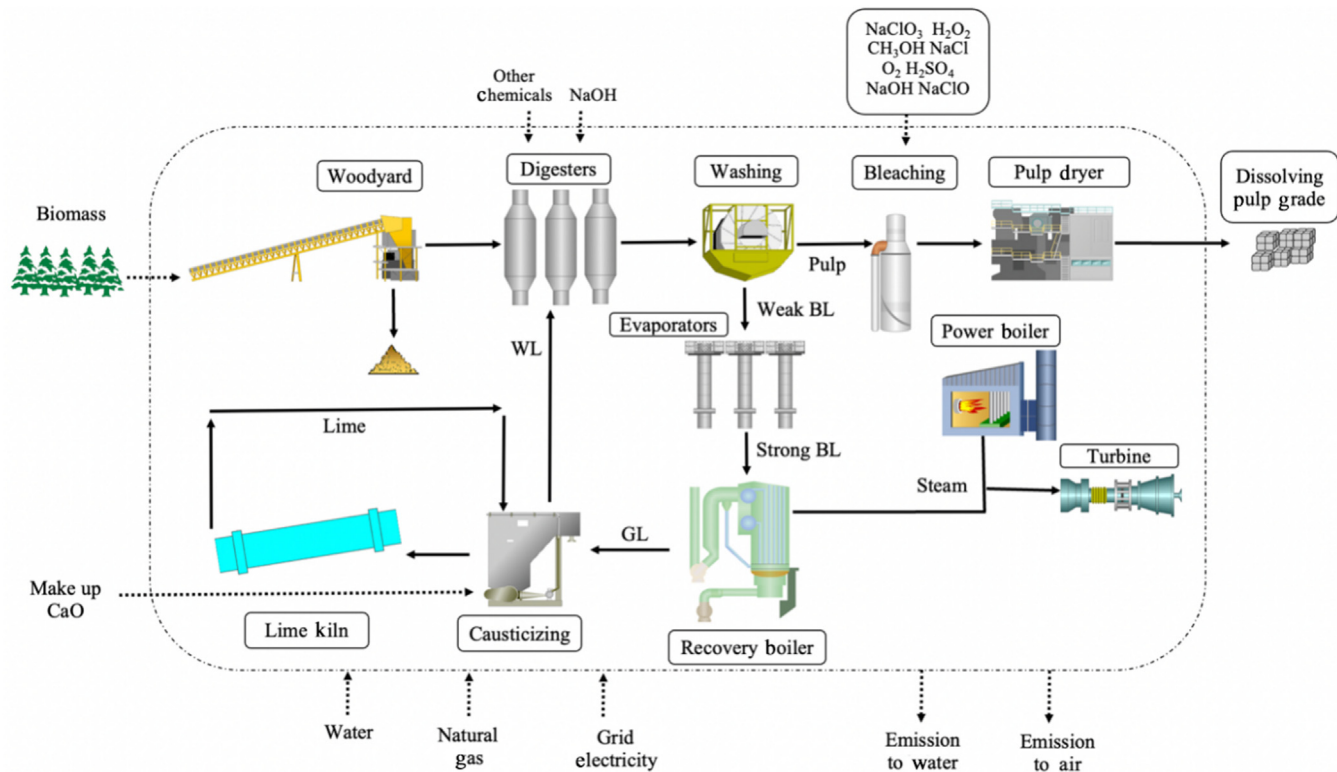 NaClO₃ H₂O₂
CH₃OH NaCl
O₂ H₂SO₄
NaOH NaClO
Other
chemicals
NaOH
Woodyard
Digesters
Washing
Bleaching
Pulp dryer
Dissolving
pulp grade
Biomass
Pulp
Weak BL
Evaporators
Power boiler
WL
Lime
Strong BL
Steam
Turbine
GL
Make up
CaO
Lime kiln
Causticizing
Recovery boiler
Water
Natural
gas
Grid
electricity
Emission
to water
Emission
to air